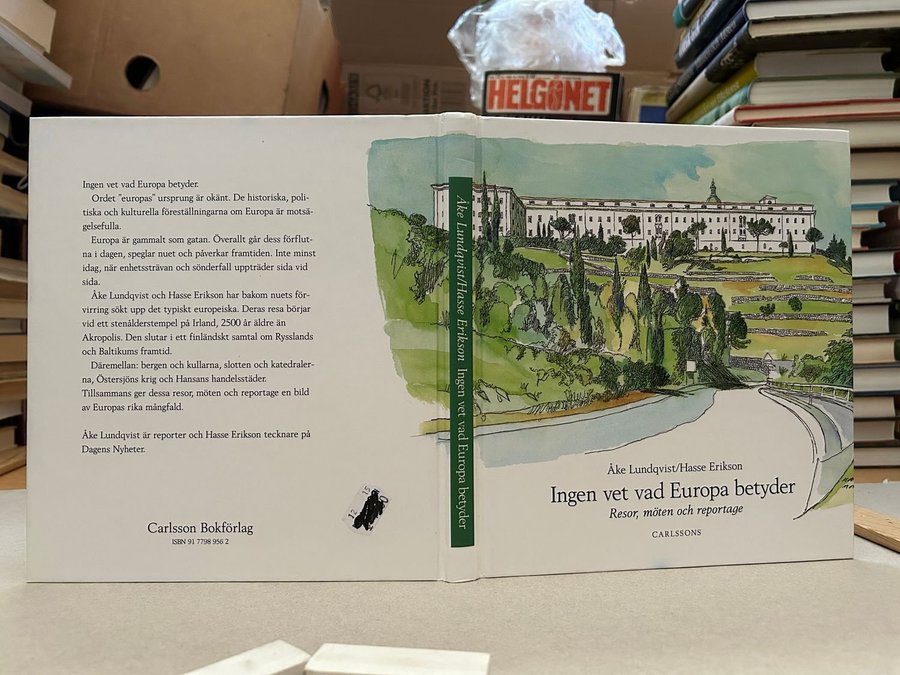 HELGONET
Ingen vet vad Europa betyder.
Ordet "europas" ursprung är okänt. De historiska, poli-
tiska och kulturella föreställningarna om Europa är motsä-
gelsefulla.
Europa är gammalt som gatan. Överallt går dess förflut-
na i dagen, speglar nuet och påverkar framtiden. Inte minst
idag, när enhetssträvan och sönderfall uppträder sida vid
sida.
Åke Lundqvist och Hasse Erikson har bakom nuets för-
virring sökt upp det typiskt europeiska. Deras resa börjar
vid ett stenålderstempel på Irland, 2500 år äldre än
Akropolis. Den slutar i ett finländskt samtal om Rysslands
och Baltikums framtid.
Däremellan: bergen och kullarna, slotten och katedraler-
na, Östersjöns krig och Hansans handelsstäder.
Tillsammans ger dessa resor, möten och reportage en bild
av Europas rika mångfald.
Åke Lundqvist är reporter och Hasse Erikson tecknare på
Dagens Nyheter.
Carlsson Bokförlag
ISBN 91 7798 956 2
Åke Lundqvist/Hasse Erikson Ingen vet vad Europa betyder
Åke Lundqvist/Hasse Erikson
Ingen vet vad Europa betyder
Resor, möten och reportage
CARLSSONS